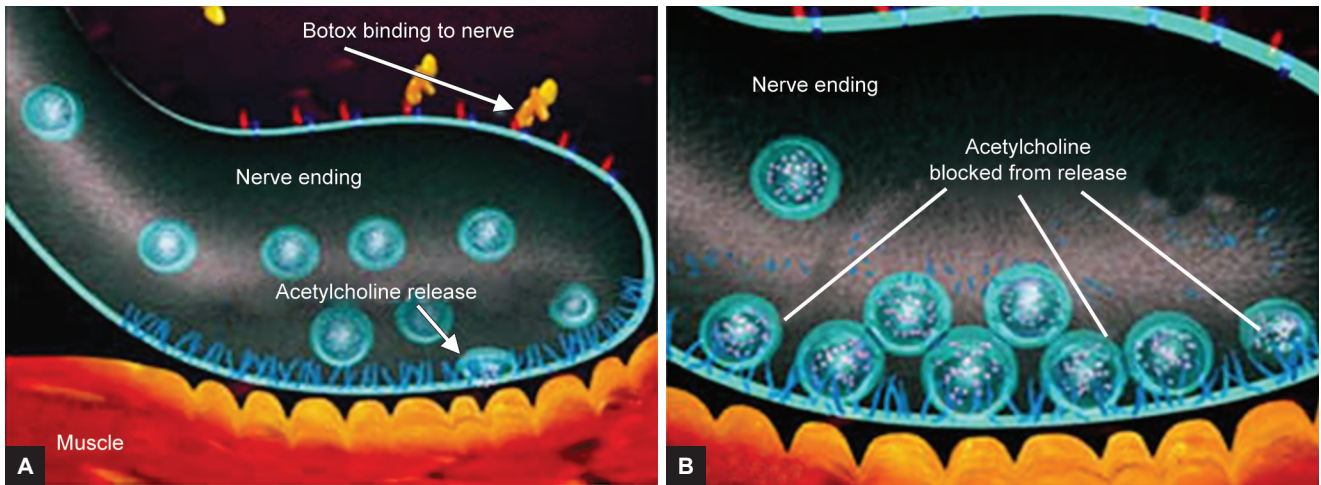 Botox binding to nerve
Nerve ending
Acetylcholine release
Muscle
A
Nerve ending
Acetylcholine
blocked from release
B